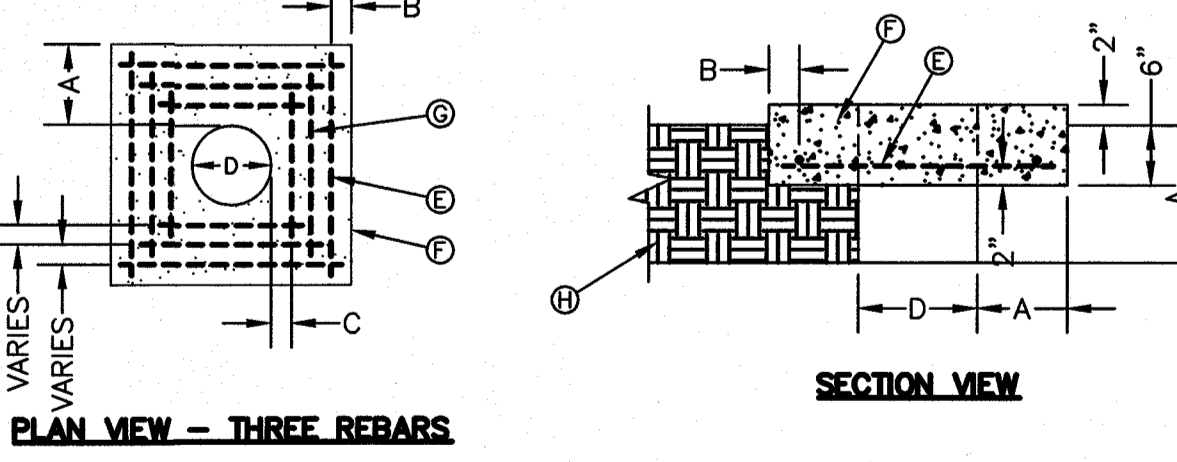 B
A
D
G
E
F
C
VARIES
VARIES
PLAN VIEW - THREE REBARS
B
F
E
2"
6"
2"
H
D
A
SECTION VIEW